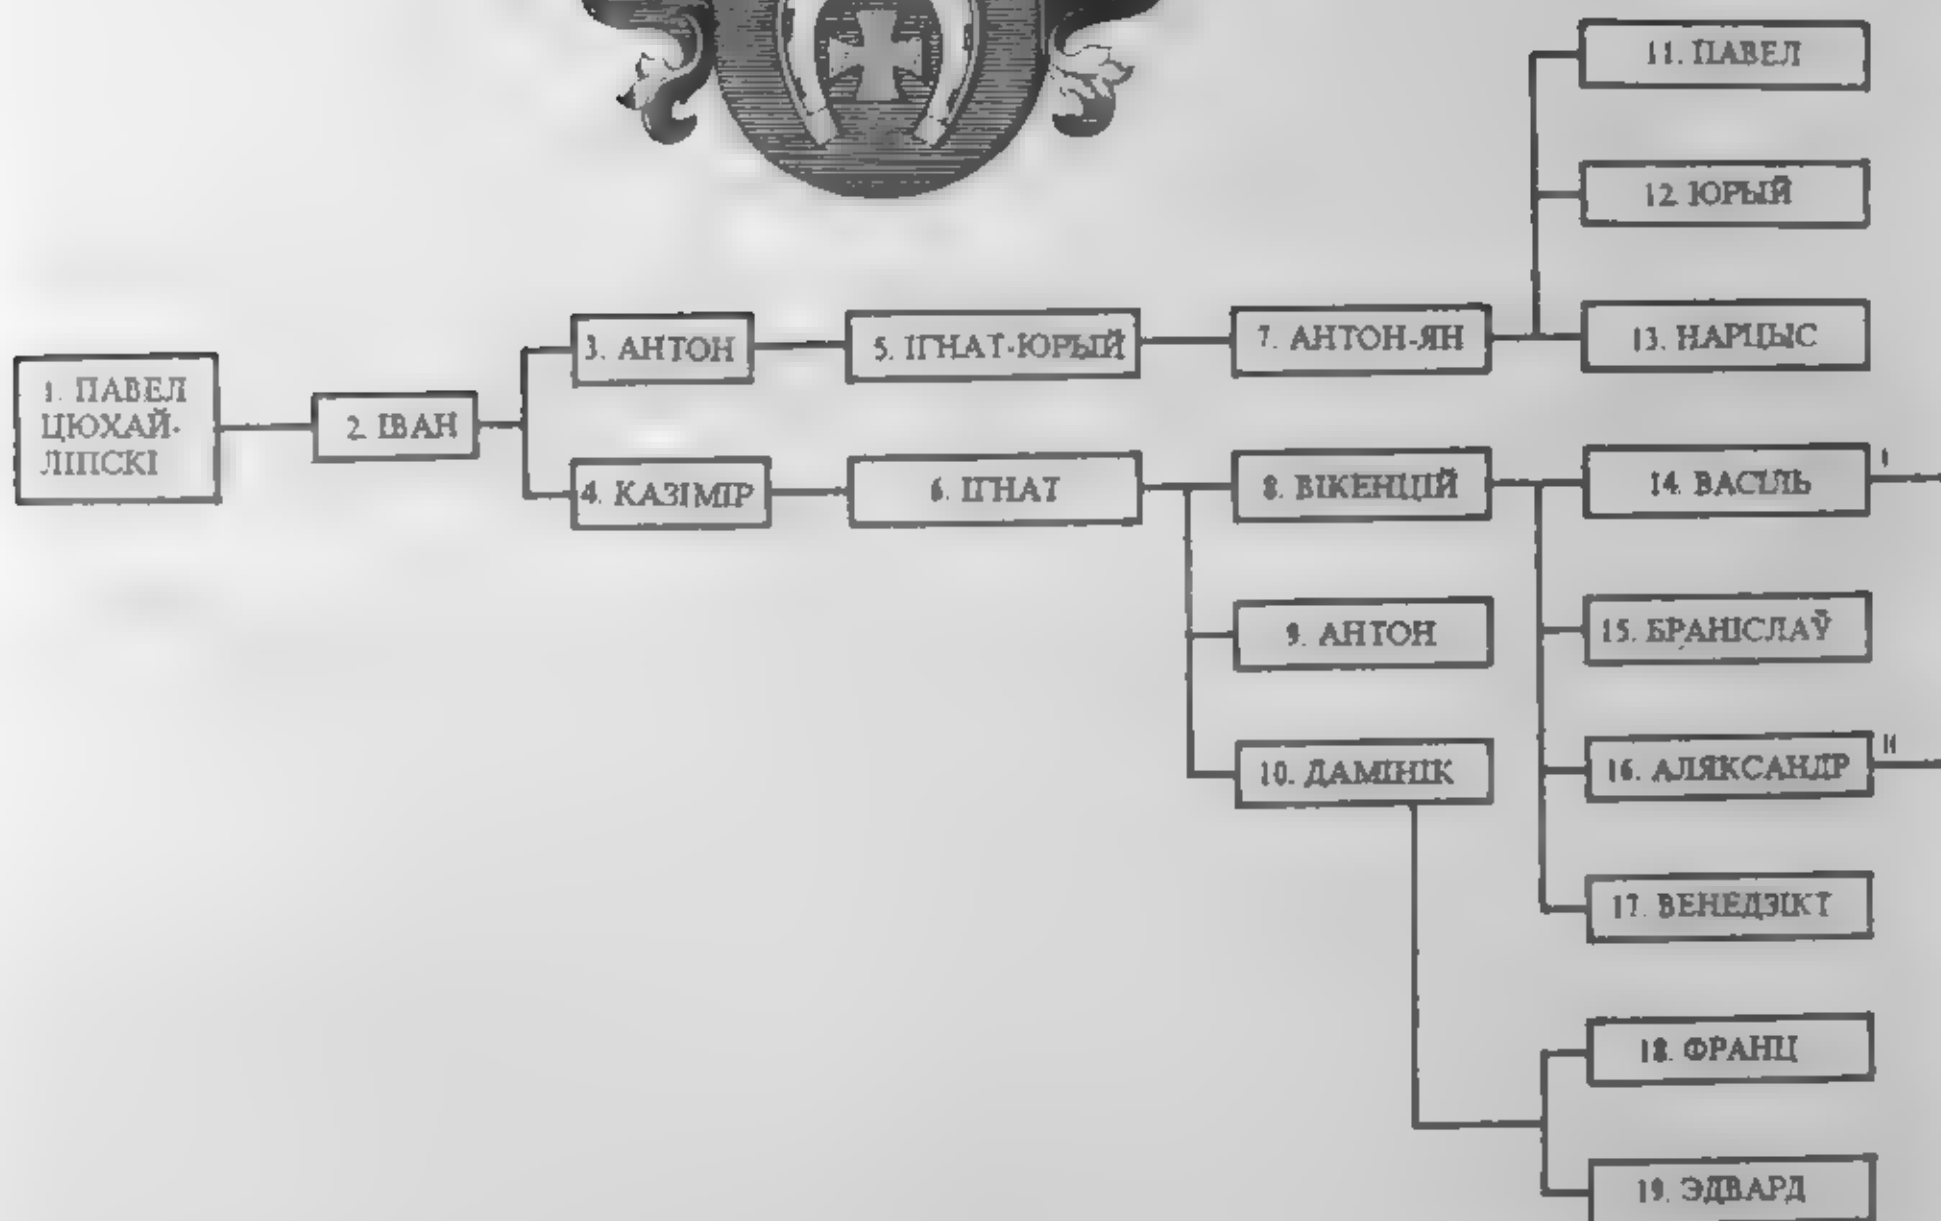 1. ПАВЕЛ
ЦЮХАЙ-
ЛІПСКІ
2. ІВАН
3. АНТОН
4. КАЗІМІР
5. ІГНАТ-ЮРЫЙ
6. ІГНАТ
7. АНТОН-ЯН
8. ВІКЕНЦІЙ
9. АНТОН
10. ДАМІНІК
11. ПАВЕЛ
12. ЮРЫЙ
13. НАРЦЫС
14. ВАСІЛЬ
I
15. БРАНІСЛАЎ
16. АЛЯКСАНДР
II
17. ВЕНЕДЗІКТ
18. ФРАНЦ
19. ЭДВАРД